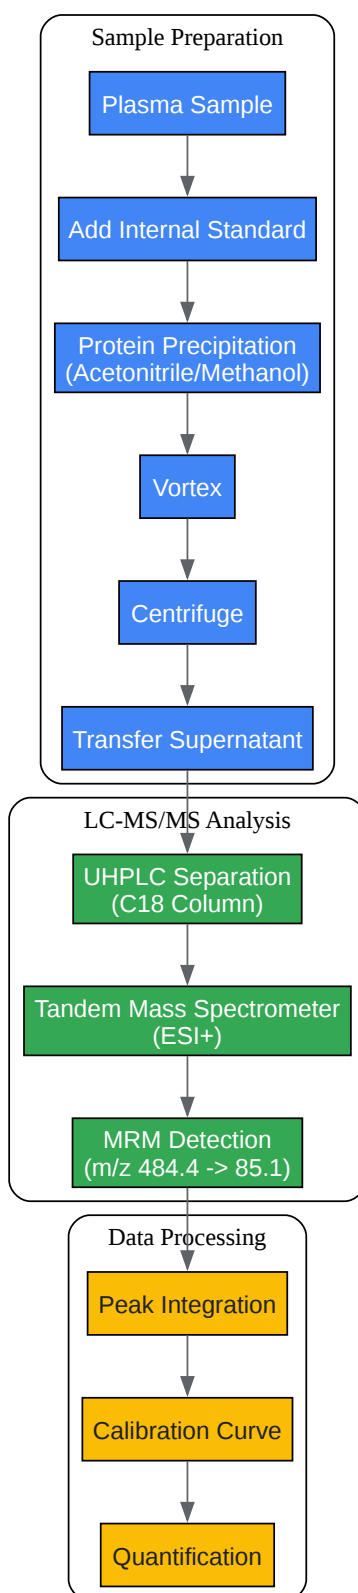 Sample Preparation
Plasma Sample
Add Internal Standard
Protein Precipitation
(Acetonitrile/Methanol)
Vortex
Centrifuge
Transfer Supernatant
LC-MS/MS Analysis
UHPLC Separation
(C18 Column)
Tandem Mass Spectrometer
(ESI+)
MRM Detection
(m/z 484.4 -> 85.1)
Data Processing
Peak Integration
Calibration Curve
Quantification